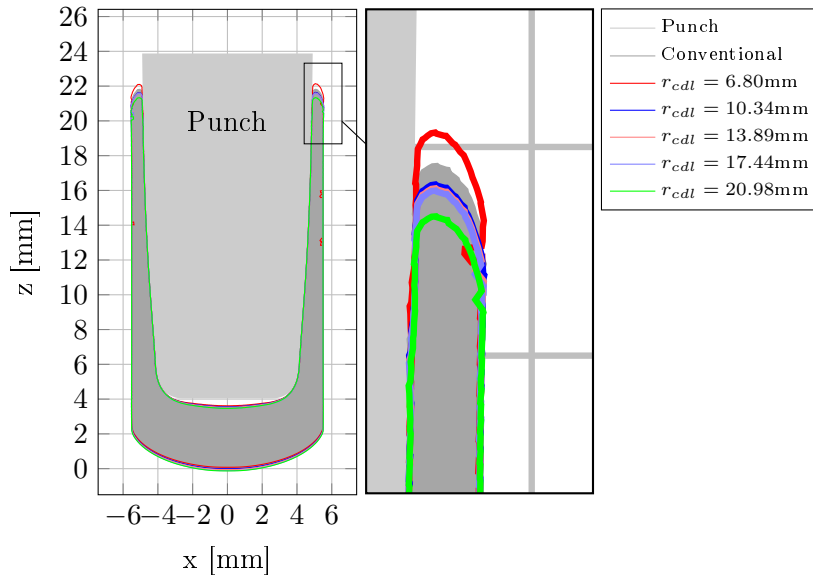 26
24
22
20
18
16
14
12
10
8
6
4
2
0
z [mm]
−6 −4 −2 0 2 4 6
x [mm]
Punch
Punch
Conventional
r_cdl = 6.80mm
r_cdl = 10.34mm
r_cdl = 13.89mm
r_cdl = 17.44mm
r_cdl = 20.98mm